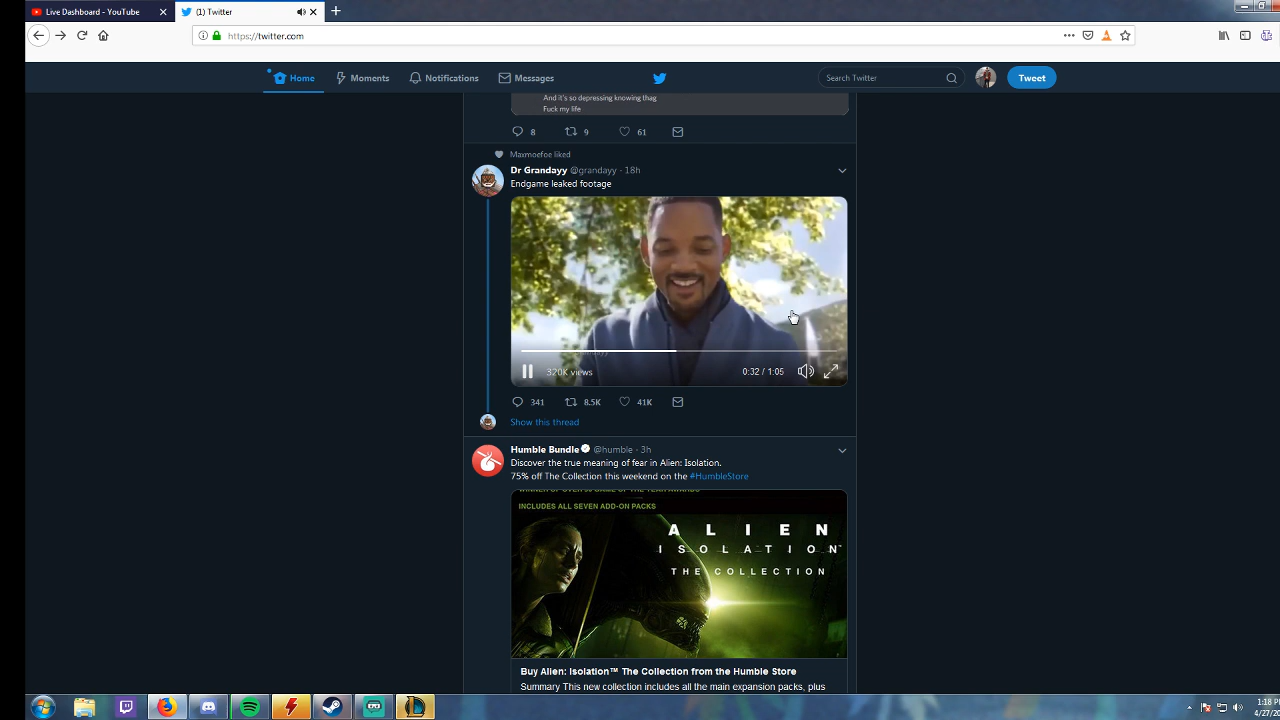 Live Dashboard - YouTube
(1) Twitter
https://twitter.com
Home
Moments
Notifications
Messages
Search Twitter
Tweet
And it's so depressing knowing thag
Fuck my life
8 9 61
Maxmoefoe liked
Dr Grandayy @grandayy - 18h
Endgame leaked footage
320K views 0:32 / 1:05
341 8.5K 41K
Show this thread
Humble Bundle @humble - 3h
Discover the true meaning of fear in Alien: Isolation.
75% off The Collection this weekend on the #HumbleStore
INCLUDES ALL SEVEN ADD-ON PACKS
ALIEN
ISOLATION
THE COLLECTION
Buy Alien: Isolation™ The Collection from the Humble Store
Summary This new collection includes all the main expansion packs, plus
1:18 PM
4/27/20